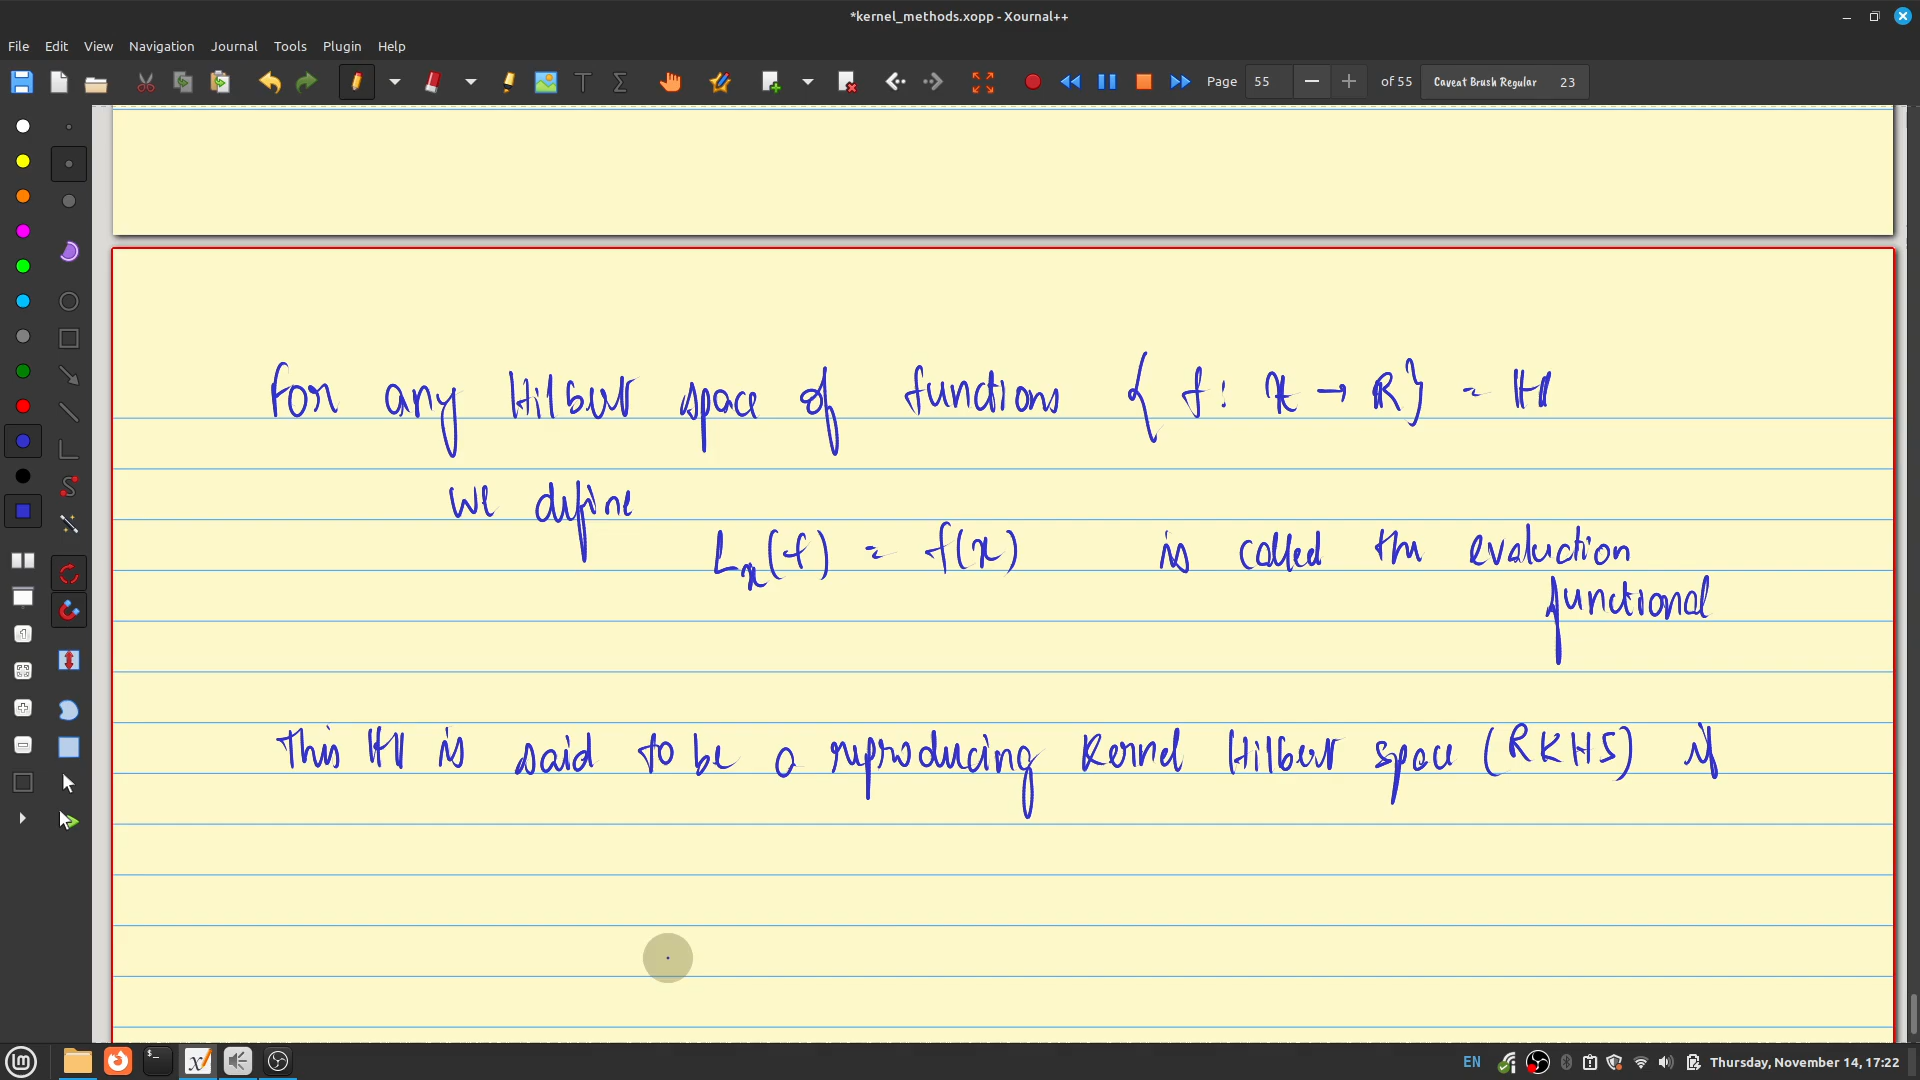 *kernel_methods.xopp - Xournal++
File Edit View Navigation Journal Tools Plugin Help
Page 55 of 55 Caveat Brush Regular 23
For any Hilbert space of functions { f : X → R } = H
we define
Lx(f) = f(x) is called the evaluation
functional
This H is said to be a reproducing Kernel Hilbert space (RKHS) if
EN Thursday, November 14, 17:22